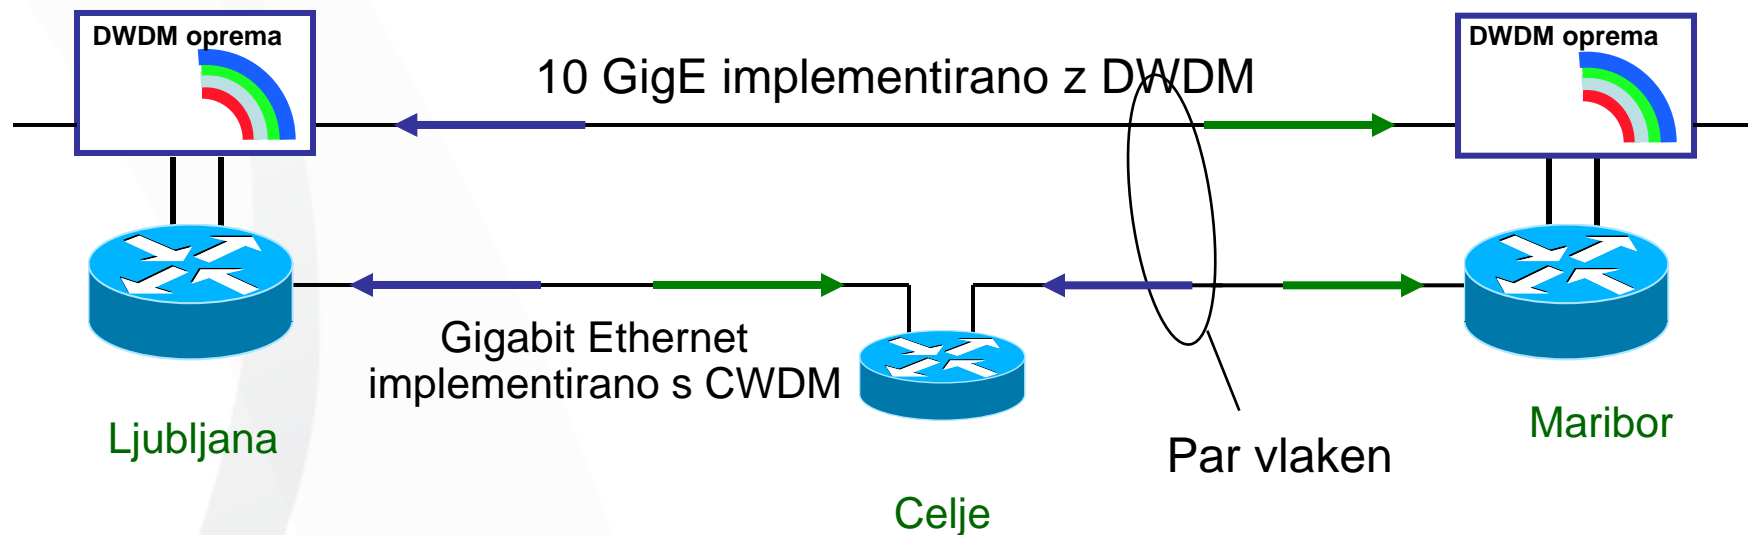 DWDM oprema
DWDM oprema
10 GigE implementirano z DWDM
Gigabit Ethernet
implementirano s CWDM
Ljubljana
Maribor
Par vlaken
Celje